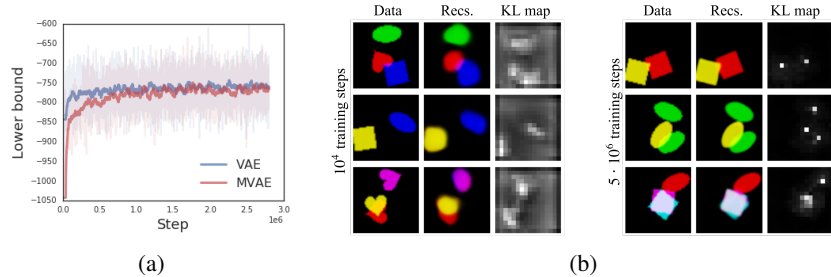 −600
−650
−700
−750
−800
−850
−900
−950
−1000
−1050
Lower bound
VAE
MVAE
0.0 0.5 1.0 1.5 2.0 2.5 3.0
1e6
Step
(a)
Data Recs. KL map
10⁴ training steps
Data Recs. KL map
5 · 10⁶ training steps
(b)